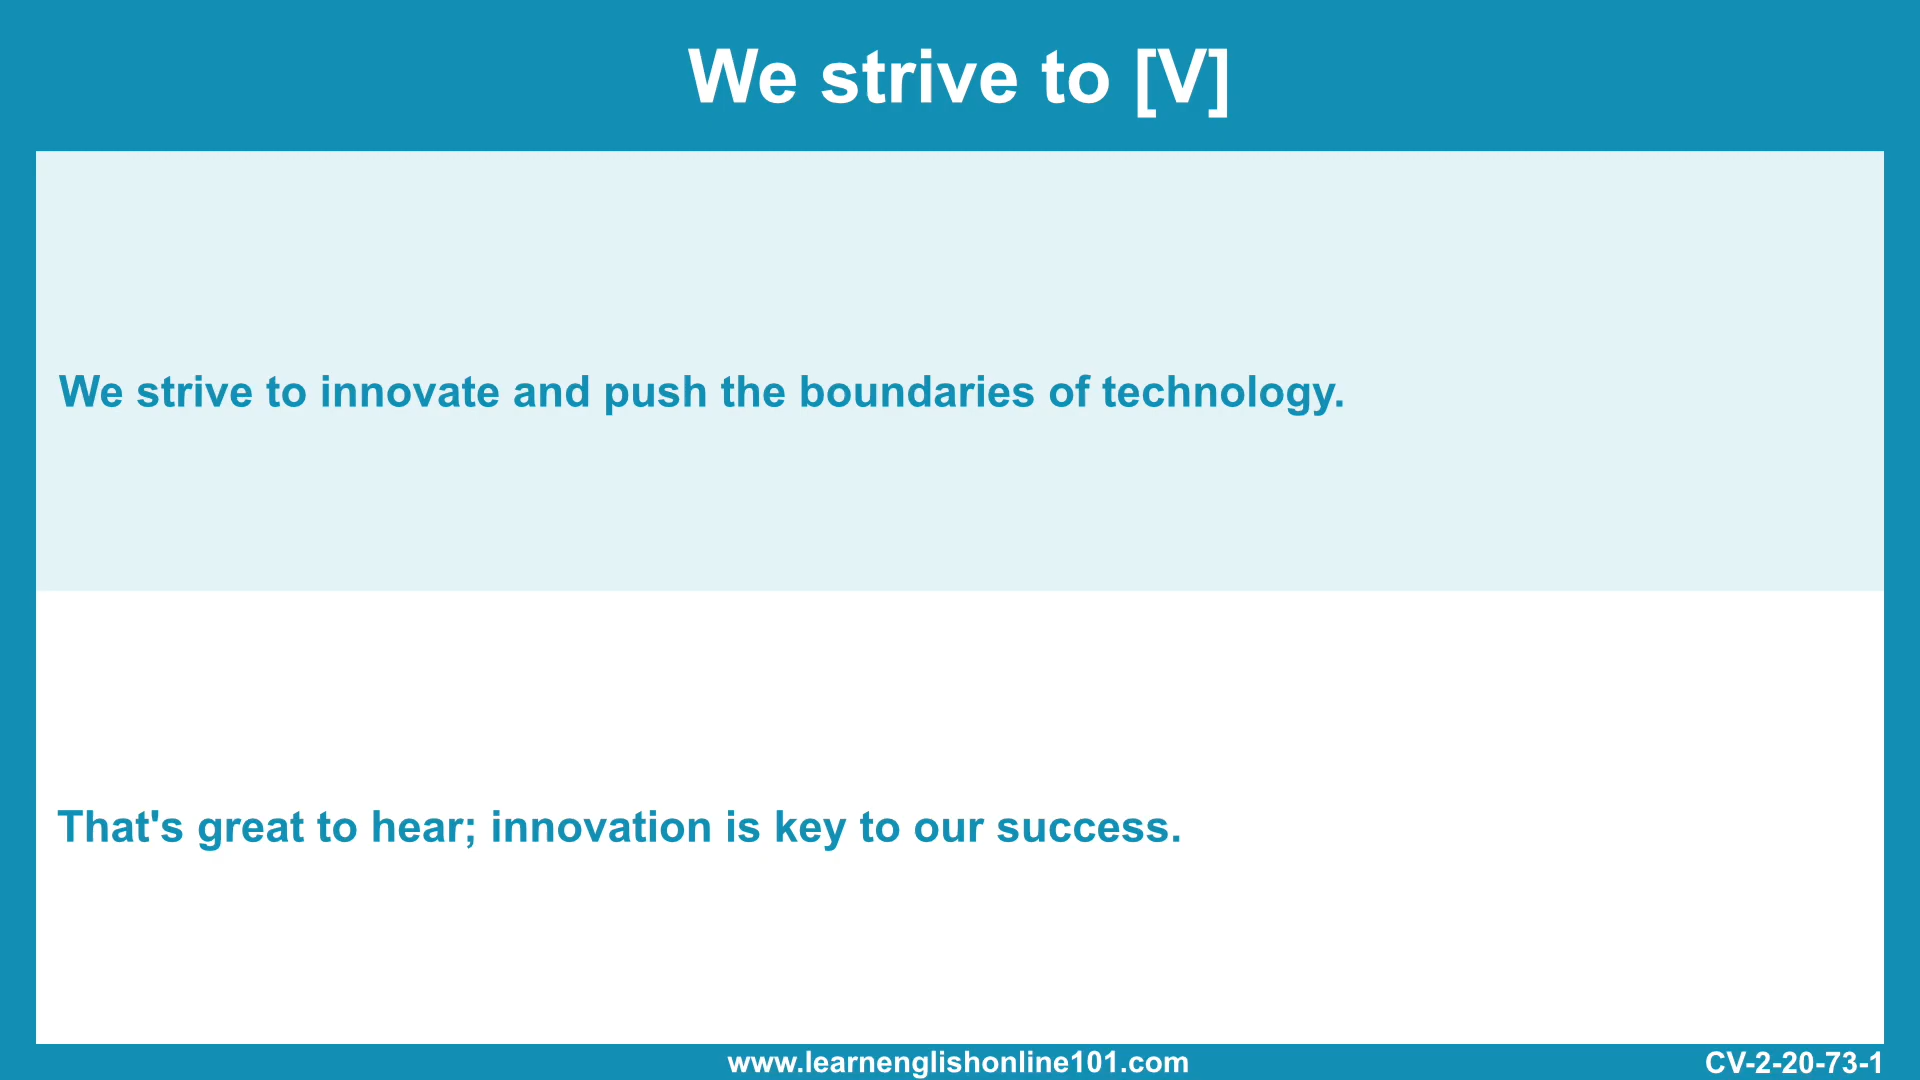 We strive to [V]
We strive to innovate and push the boundaries of technology.
That's great to hear; innovation is key to our success.
www.learnenglishonline101.com
CV-2-20-73-1